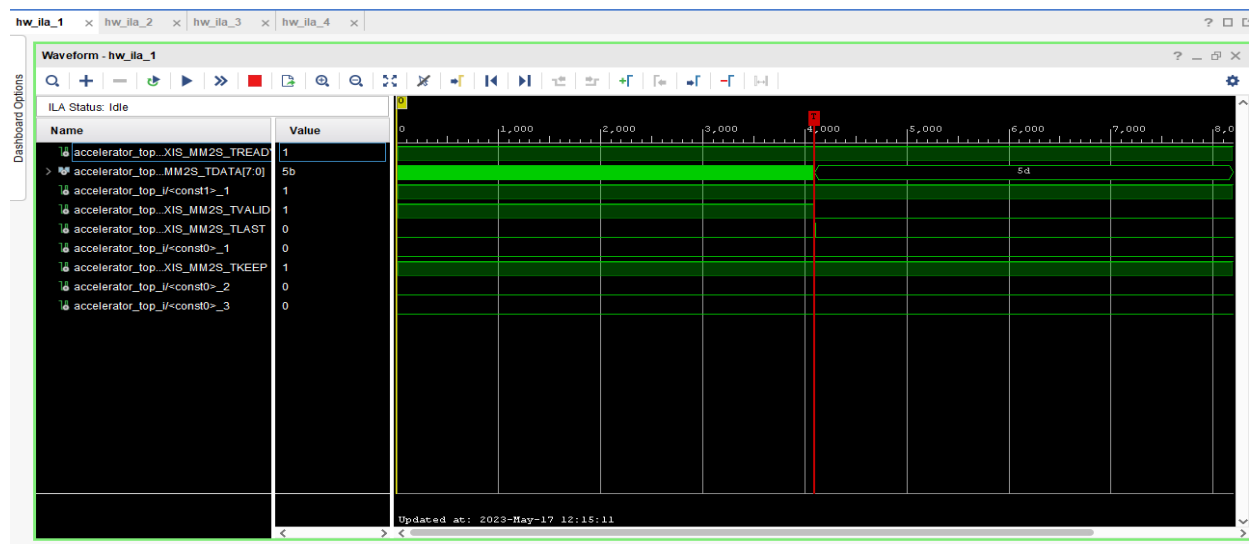 hw_ila_1 × hw_ila_2 × hw_ila_3 × hw_ila_4 ×
Dashboard Options
Waveform - hw_ila_1
ILA Status: Idle
Name Value
accelerator_top...XIS_MM2S_TREADY 1
accelerator_top...MM2S_TDATA[7:0] 5b
accelerator_top_i/<const1>_1 1
accelerator_top...XIS_MM2S_TVALID 1
accelerator_top...XIS_MM2S_TLAST 0
accelerator_top_i/<const0>_1 0
accelerator_top...XIS_MM2S_TKEEP 1
accelerator_top_i/<const0>_2 0
accelerator_top_i/<const0>_3 0
0
0 1,000 2,000 3,000 4,000 5,000 6,000 7,000 8,0
5d
Updated at: 2023-May-17 12:15:11